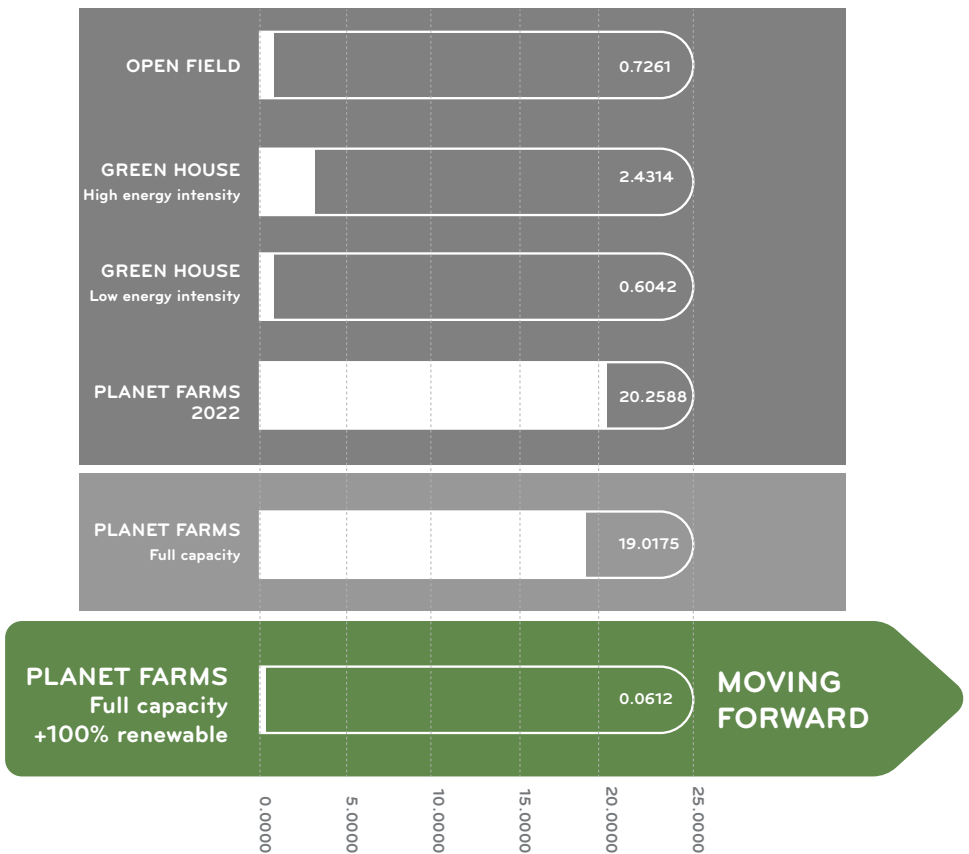 OPEN FIELD
0.7261
GREEN HOUSE
High energy intensity
2.4314
GREEN HOUSE
Low energy intensity
0.6042
PLANET FARMS
2022
20.2588
PLANET FARMS
Full capacity
19.0175
PLANET FARMS
Full capacity
+100% renewable
0.0612
MOVING
FORWARD
0.0000
5.0000
10.0000
15.0000
20.0000
25.0000